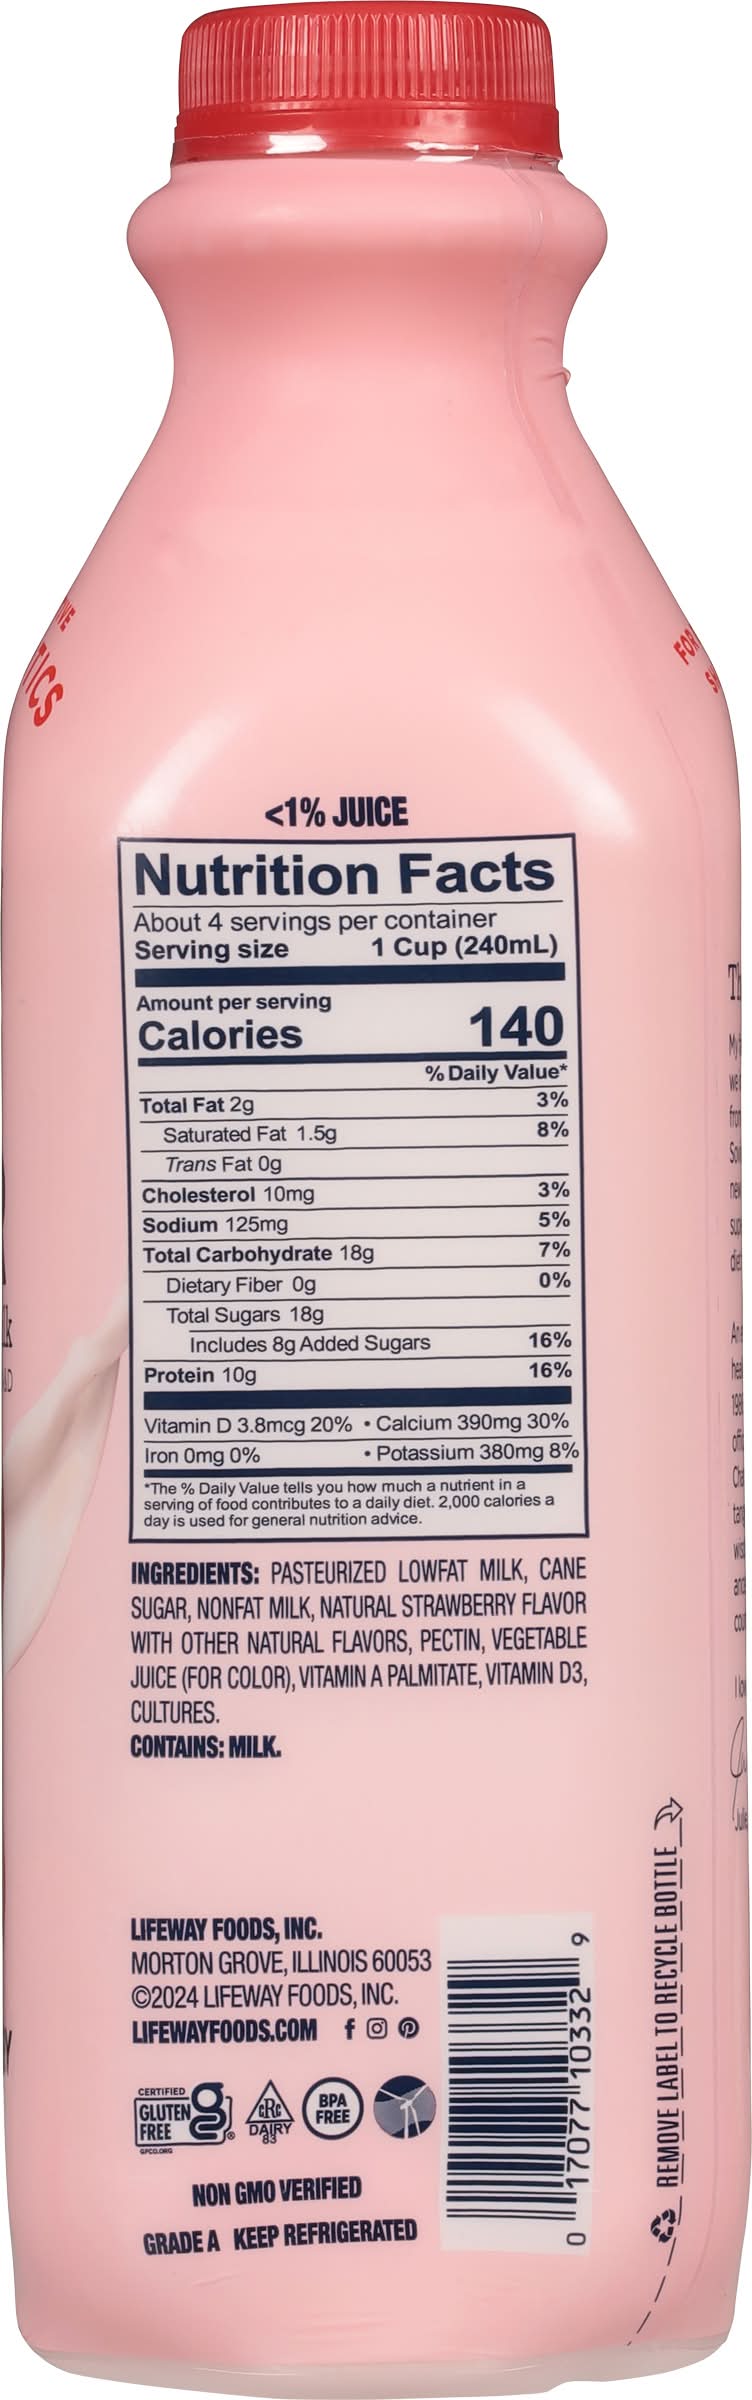 TICS
FOR
<1% JUICE
Nutrition Facts
About 4 servings per container
Serving size 1 Cup (240mL)
Amount per serving
Calories 140
% Daily Value*
Total Fat 2g 3%
Saturated Fat 1.5g 8%
Trans Fat 0g
Cholesterol 10mg 3%
Sodium 125mg 5%
Total Carbohydrate 18g 7%
Dietary Fiber 0g 0%
Total Sugars 18g
Includes 8g Added Sugars 16%
Protein 10g 16%
Vitamin D 3.8mcg 20% • Calcium 390mg 30%
Iron 0mg 0% • Potassium 380mg 8%
*The % Daily Value tells you how much a nutrient in a
serving of food contributes to a daily diet. 2,000 calories a
day is used for general nutrition advice.
INGREDIENTS: PASTEURIZED LOWFAT MILK, CANE
SUGAR, NONFAT MILK, NATURAL STRAWBERRY FLAVOR
WITH OTHER NATURAL FLAVORS, PECTIN, VEGETABLE
JUICE (FOR COLOR), VITAMIN A PALMITATE, VITAMIN D3,
CULTURES.
CONTAINS: MILK.
LIFEWAY FOODS, INC.
MORTON GROVE, ILLINOIS 60053
©2024 LIFEWAY FOODS, INC.
LIFEWAYFOODS.COM
CERTIFIED
GLUTEN
FREE
GFCO.ORG
cRc
DAIRY
83
BPA
FREE
NON GMO VERIFIED
GRADE A KEEP REFRIGERATED
0 17077 10332 9
REMOVE LABEL TO RECYCLE BOTTLE